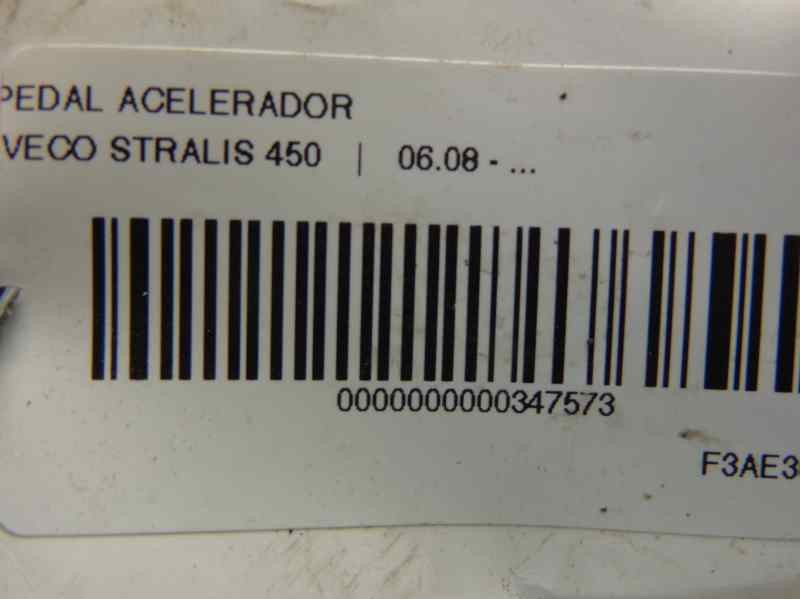 PEDAL ACELERADOR
VECO STRALIS 450 | 06.08 - ...
0000000000347573
F3AE3